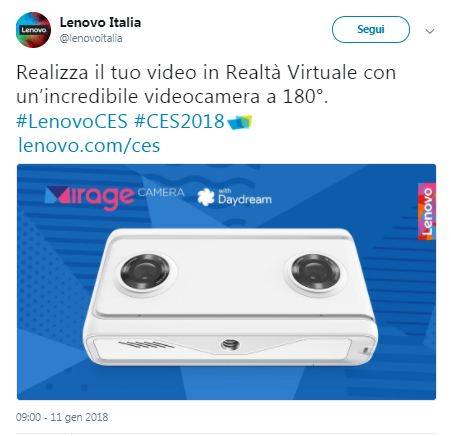 Lenovo
Lenovo Italia
@lenovoitalia
Segui
Realizza il tuo video in Realtà Virtuale con
un’incredibile videocamera a 180°.
#LenovoCES #CES2018
lenovo.com/ces
Mirage CAMERA with Daydream
Lenovo
09:00 - 11 gen 2018